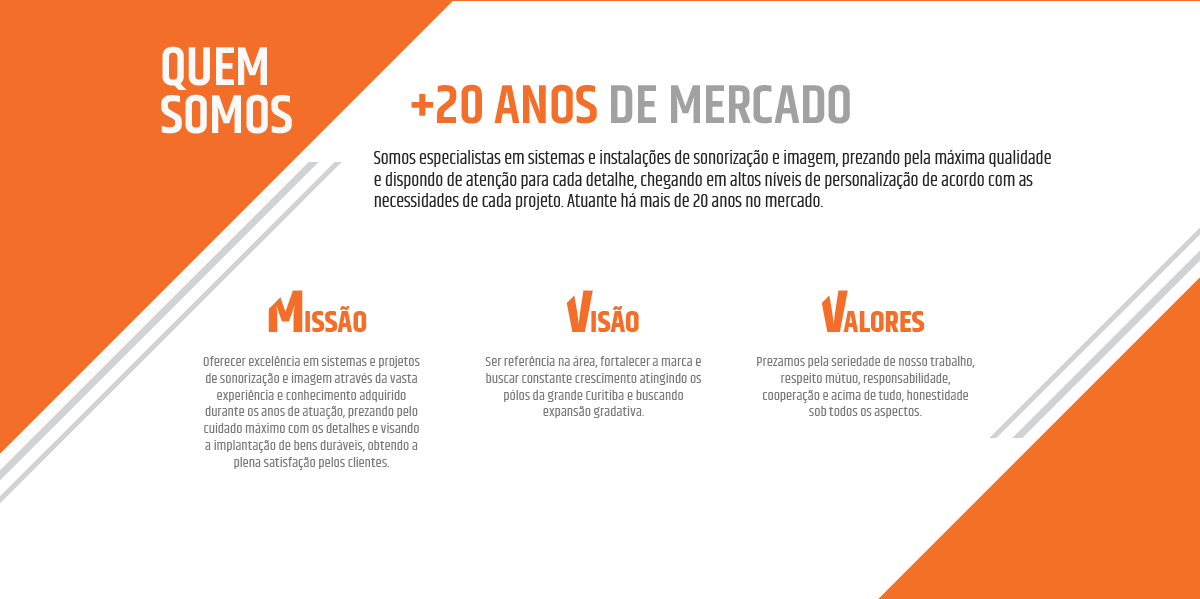 QUEM
SOMOS
+20 ANOS DE MERCADO
Somos especialistas em sistemas e instalações de sonorização e imagem, prezando pela máxima qualidade
e dispondo de atenção para cada detalhe, chegando em altos níveis de personalização de acordo com as
necessidades de cada projeto. Atuante há mais de 20 anos no mercado.
MISSÃO
Oferecer excelência em sistemas e projetos
de sonorização e imagem através da vasta
experiência e conhecimento adquirido
durante os anos de atuação, prezando pelo
cuidado máximo com os detalhes e visando
a implantação de bens duráveis, obtendo a
plena satisfação pelos clientes.
VISÃO
Ser referência na área, fortalecer a marca e
buscar constante crescimento atingindo os
pólos da grande Curitiba e buscando
expansão gradativa.
VALORES
Prezamos pela seriedade de nosso trabalho,
respeito mútuo, responsabilidade,
cooperação e acima de tudo, honestidade
sob todos os aspectos.